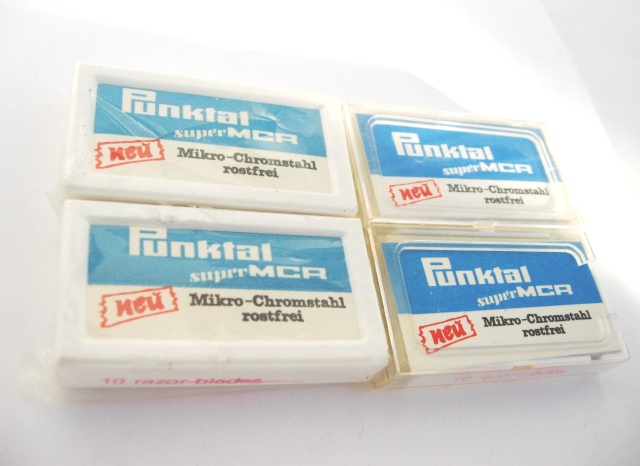 Punktal
superMCR
neu
Mikro-Chromstahl
rostfrei
Punktal
superMCR
neu
Mikro-Chromstahl
rostfrei
Punktal
superMCR
neu
Mikro-Chromstahl
rostfrei
10 razor-blades
Punktal
superMCR
neu
Mikro-Chromstahl
rostfrei